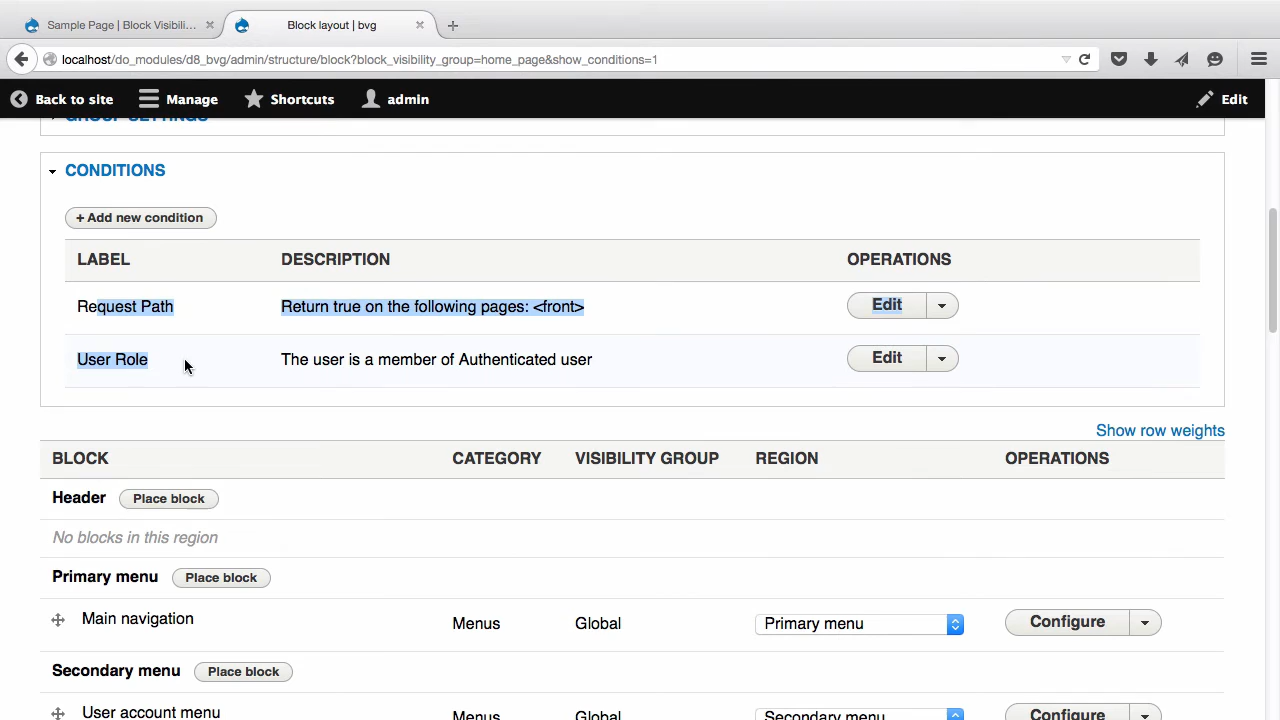 Sample Page | Block Visibili...
Block layout | bvg
localhost/do_modules/d8_bvg/admin/structure/block?block_visibility_group=home_page&show_conditions=1
Back to site
Manage
Shortcuts
admin
Edit
GROUP SETTINGS
CONDITIONS
+ Add new condition
LABEL DESCRIPTION OPERATIONS
Request Path Return true on the following pages: <front> Edit
User Role The user is a member of Authenticated user Edit
Show row weights
BLOCK CATEGORY VISIBILITY GROUP REGION OPERATIONS
Header Place block
No blocks in this region
Primary menu Place block
Main navigation Menus Global Primary menu Configure
Secondary menu Place block
User account menu Menus Global Secondary menu Configure